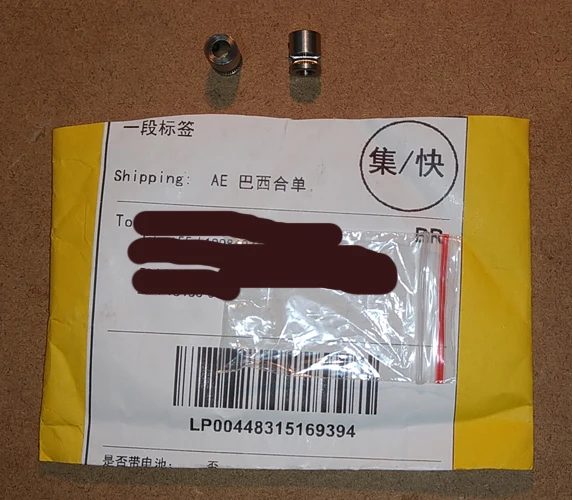 一段标签
集/快
Shipping: AE 巴西合单
To
BR
LP00448315169394
是否带电池: 否